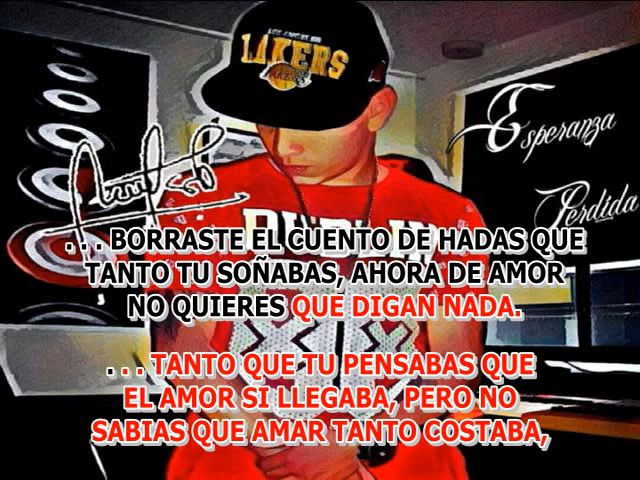 LAKERS
Esperanza
Perdida
DUBLIN
. . . BORRASTE EL CUENTO DE HADAS QUE
TANTO TU SOÑABAS, AHORA DE AMOR
NO QUIERES QUE DIGAN NADA.
. . . TANTO QUE TU PENSABAS QUE
EL AMOR SI LLEGABA, PERO NO
SABIAS QUE AMAR TANTO COSTABA,